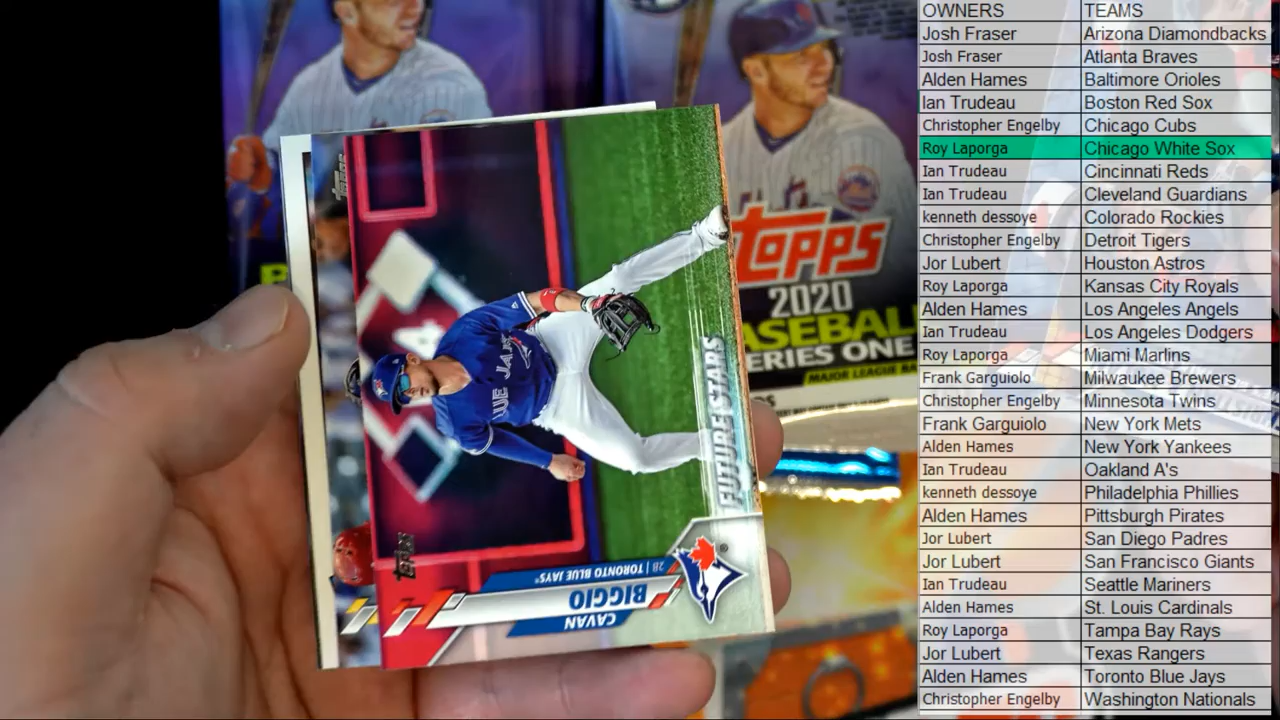 OWNERS TEAMS
Josh Fraser Arizona Diamondbacks
Josh Fraser Atlanta Braves
Alden Hames Baltimore Orioles
Ian Trudeau Boston Red Sox
Christopher Engelby Chicago Cubs
Roy Laporga Chicago White Sox
Ian Trudeau Cincinnati Reds
Ian Trudeau Cleveland Guardians
kenneth dessoye Colorado Rockies
Christopher Engelby Detroit Tigers
Jor Lubert Houston Astros
Roy Laporga Kansas City Royals
Alden Hames Los Angeles Angels
Ian Trudeau Los Angeles Dodgers
Roy Laporga Miami Marlins
Frank Garguiolo Milwaukee Brewers
Christopher Engelby Minnesota Twins
Frank Garguiolo New York Mets
Alden Hames New York Yankees
Ian Trudeau Oakland A's
kenneth dessoye Philadelphia Phillies
Alden Hames Pittsburgh Pirates
Jor Lubert San Diego Padres
Jor Lubert San Francisco Giants
Ian Trudeau Seattle Mariners
Alden Hames St. Louis Cardinals
Roy Laporga Tampa Bay Rays
Jor Lubert Texas Rangers
Alden Hames Toronto Blue Jays
Christopher Engelby Washington Nationals
TOPPS
2020
SERIES ONE
FUTURE STARS
TOPPS
2B | TORONTO BLUE JAYS®
BIGGIO
CAVAN
4